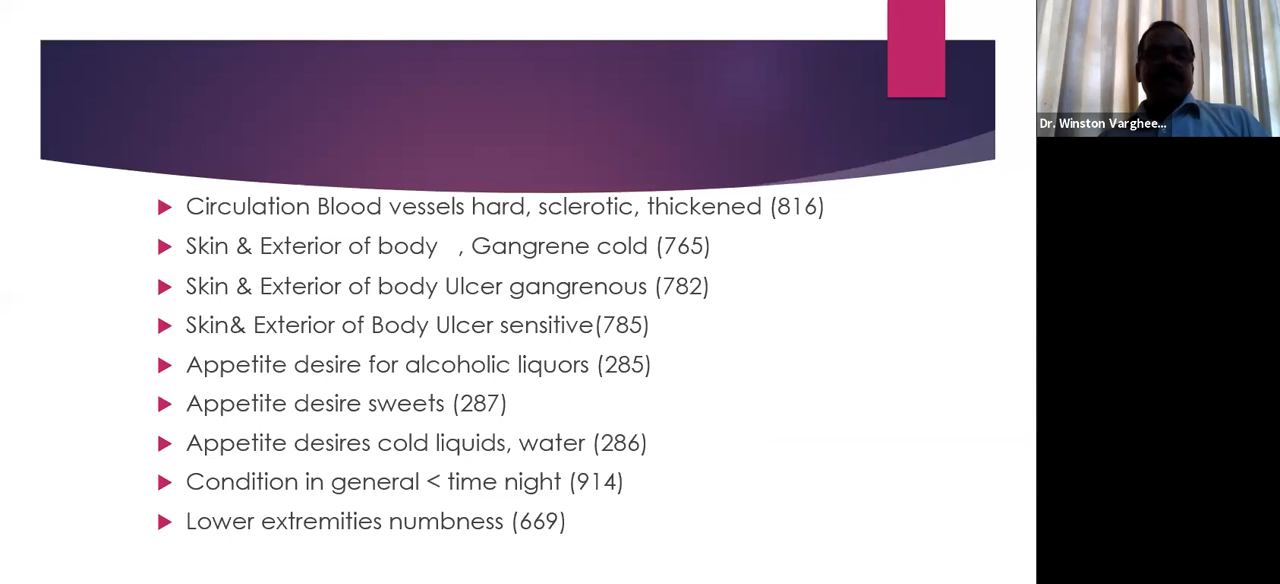 Circulation Blood vessels hard, sclerotic, thickened (816)
Skin & Exterior of body , Gangrene cold (765)
Skin & Exterior of body Ulcer gangrenous (782)
Skin& Exterior of Body Ulcer sensitive(785)
Appetite desire for alcoholic liquors (285)
Appetite desire sweets (287)
Appetite desires cold liquids, water (286)
Condition in general < time night (914)
Lower extremities numbness (669)
Dr. Winston Varghee...